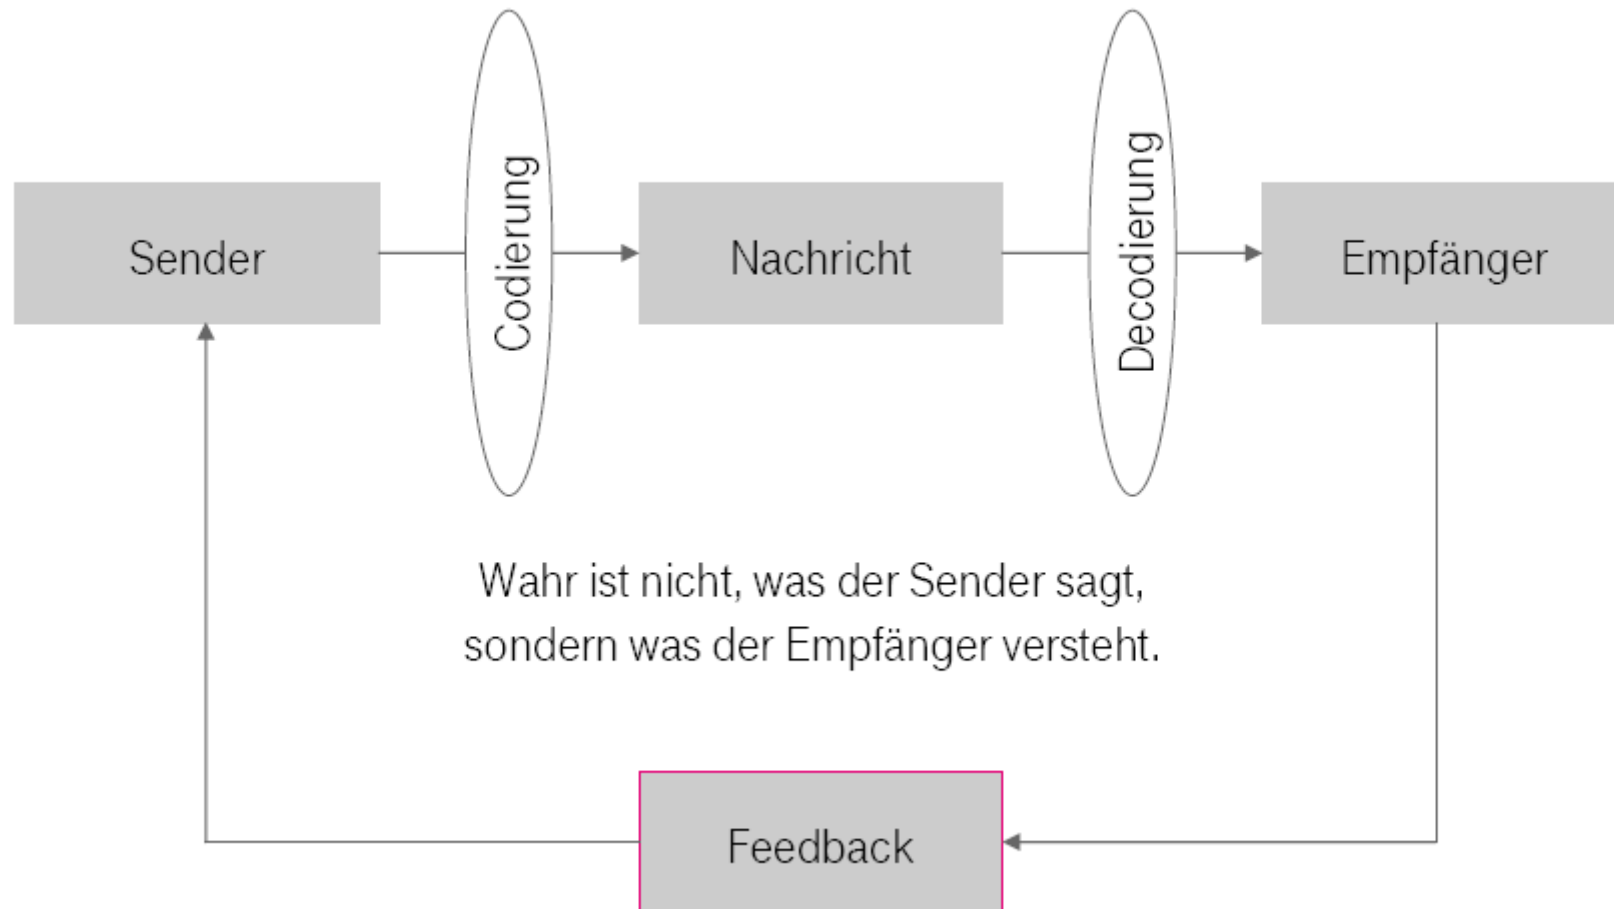 Sender
Codierung
Nachricht
Decodierung
Empfänger
Wahr ist nicht, was der Sender sagt,
sondern was der Empfänger versteht.
Feedback